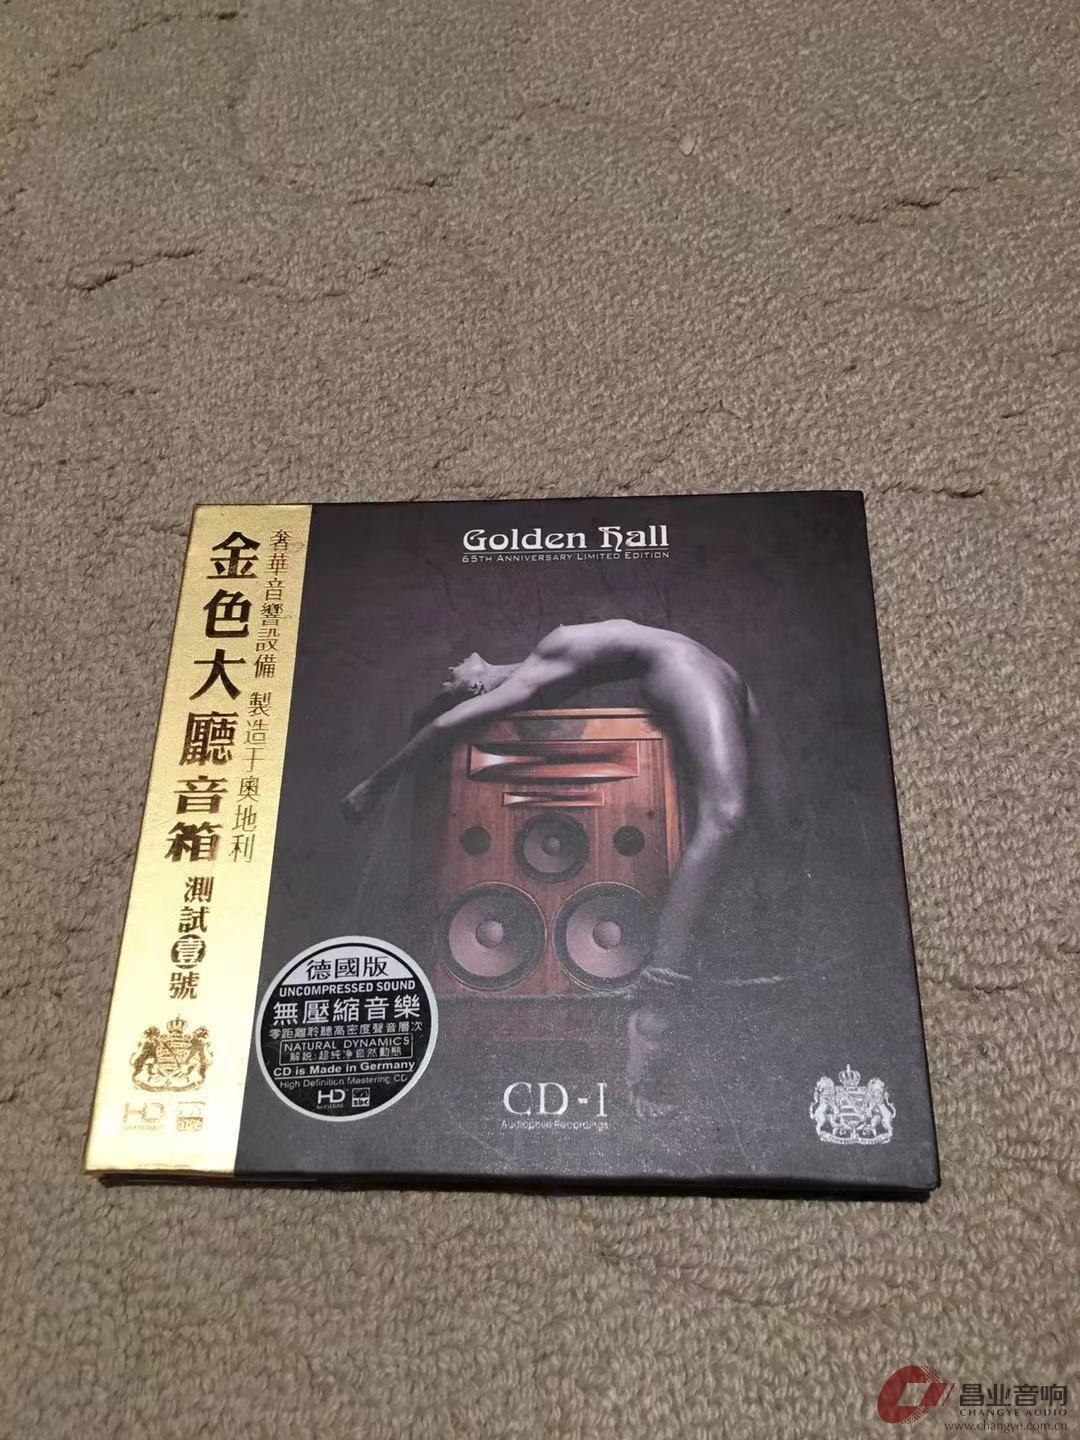 Golden Hall
65TH ANNIVERSARY LIMITED EDITION
奢華音響設備 製造于奧地利
金色大廳音箱
測試壹號
德國版
UNCOMPRESSED SOUND
無壓縮音樂
零距離聆聽高密度聲音層次
NATURAL DYNAMICS
解説:超純净自然動態
CD is Made in Germany
High Definition Mastering CD
HD
abc
CD-I
Audiophile Recordings
HD
abc
昌业音响
CHANGYE AUDIO
www.changye.com.cn